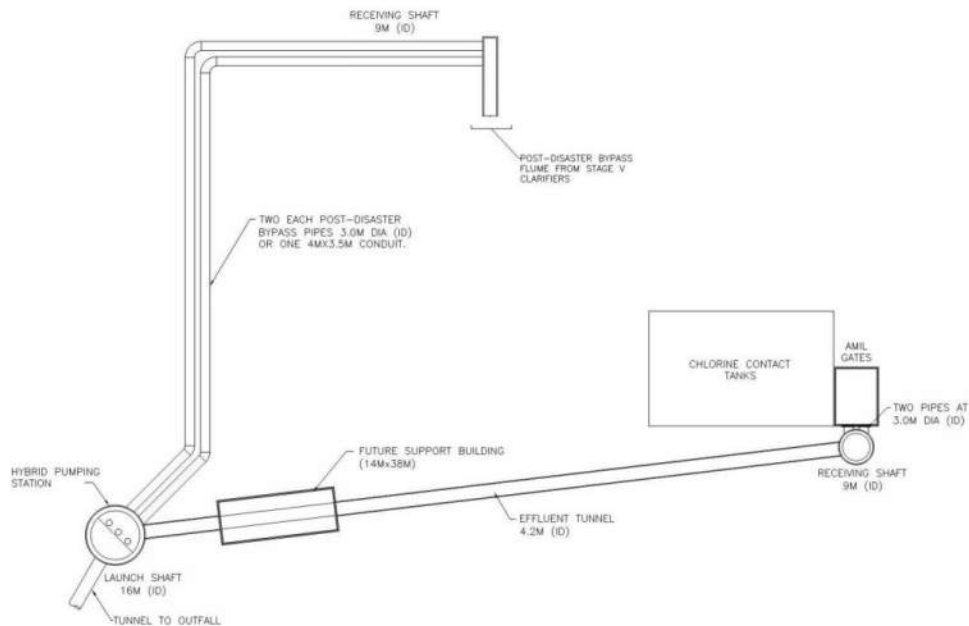 RECEIVING SHAFT
9M (ID)
POST-DISASTER BYPASS
FLUME FROM STAGE V
CLARIFIERS
TWO EACH POST-DISASTER
BYPASS PIPES 3.0M DIA (ID)
OR ONE 4MX3.5M CONDUIT.
CHLORINE CONTACT
TANKS
AMIL
GATES
TWO PIPES AT
3.0M DIA (ID)
FUTURE SUPPORT BUILDING
(14Mx38M)
HYBRID PUMPING
STATION
RECEIVING SHAFT
9M (ID)
EFFLUENT TUNNEL
4.2M (ID)
LAUNCH SHAFT
16M (ID)
TUNNEL TO OUTFALL